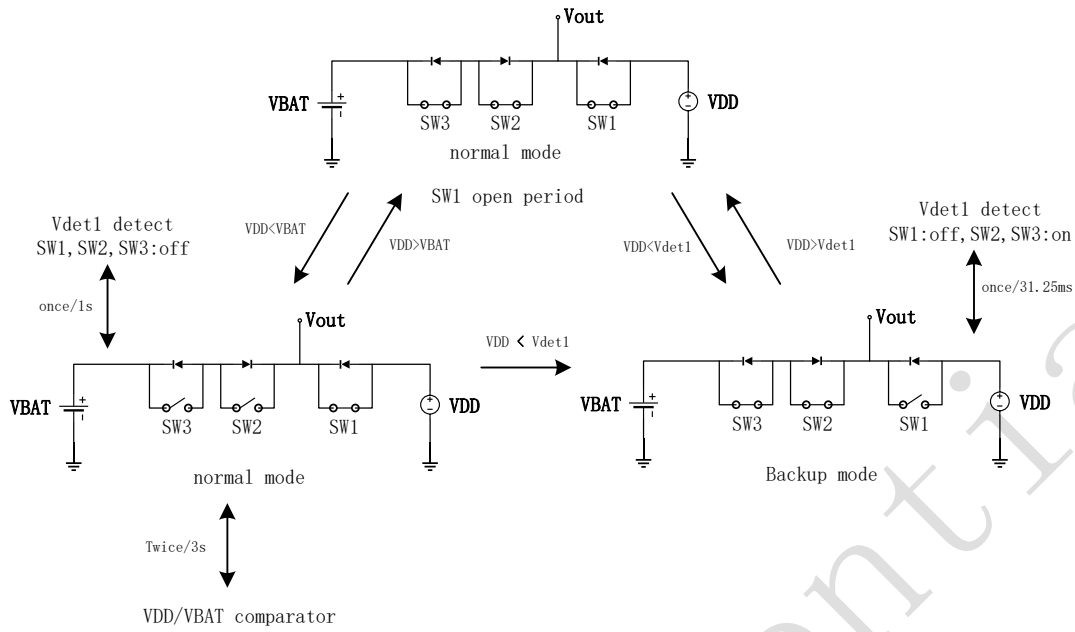 Vout
VBAT
+
-
SW3
SW2
SW1
+
-
VDD
normal mode
SW1 open period
Vdet1 detect
SW1,SW2,SW3:off
once/1s
VDD<VBAT
VDD>VBAT
VDD<Vdet1
VDD>Vdet1
Vdet1 detect
SW1:off,SW2,SW3:on
once/31.25ms
Vout
VBAT
+
-
SW3
SW2
SW1
+
-
VDD
normal mode
VDD < Vdet1
Vout
VBAT
+
-
SW3
SW2
SW1
+
-
VDD
Backup mode
Twice/3s
VDD/VBAT comparator
ntia